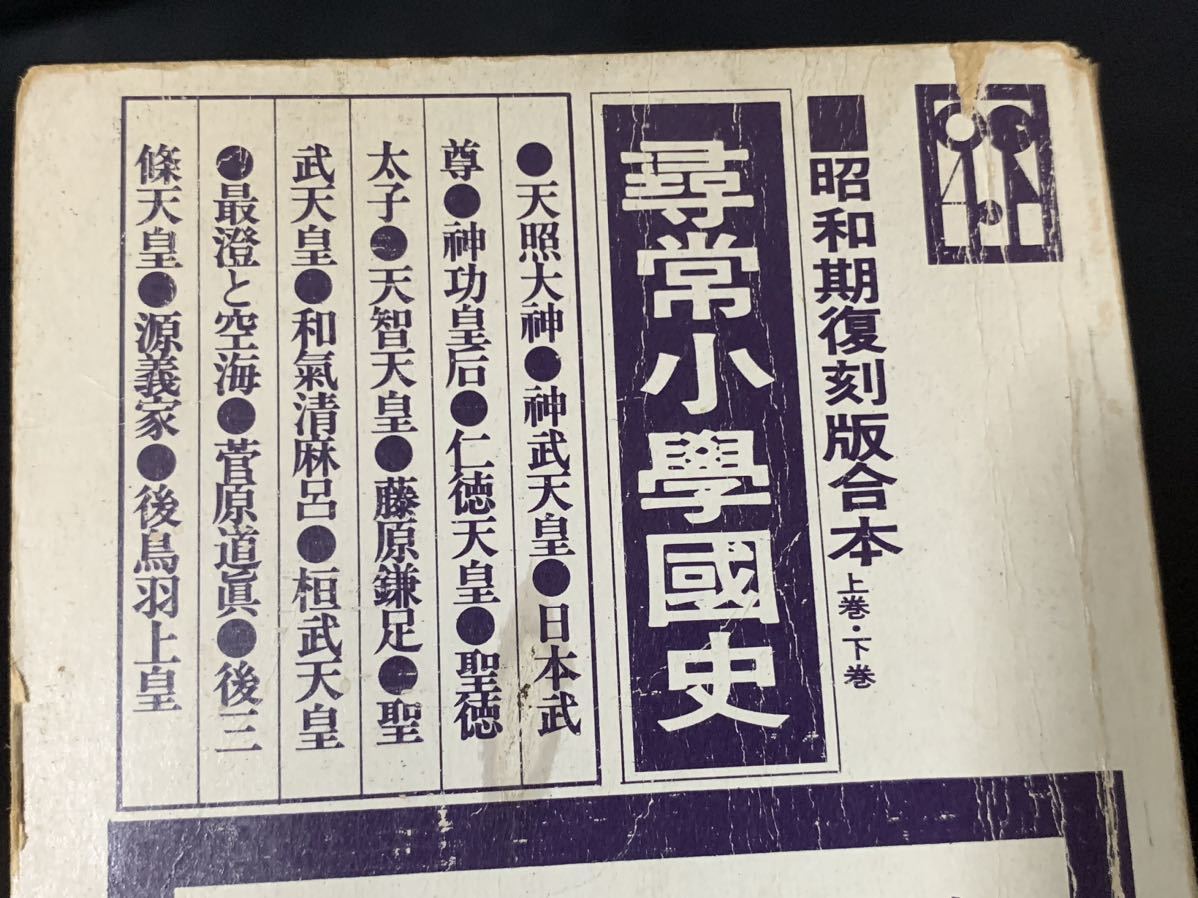 ■昭和期復刻版合本 上巻・下巻
尋常小學國史
●天照大神●神武天皇●日本武
尊●神功皇后●仁徳天皇●聖徳
太子●天智天皇●藤原鎌足●聖
武天皇●和氣清麻呂●桓武天皇
●最澄と空海●菅原道眞●後三
條天皇●源義家●後鳥羽上皇